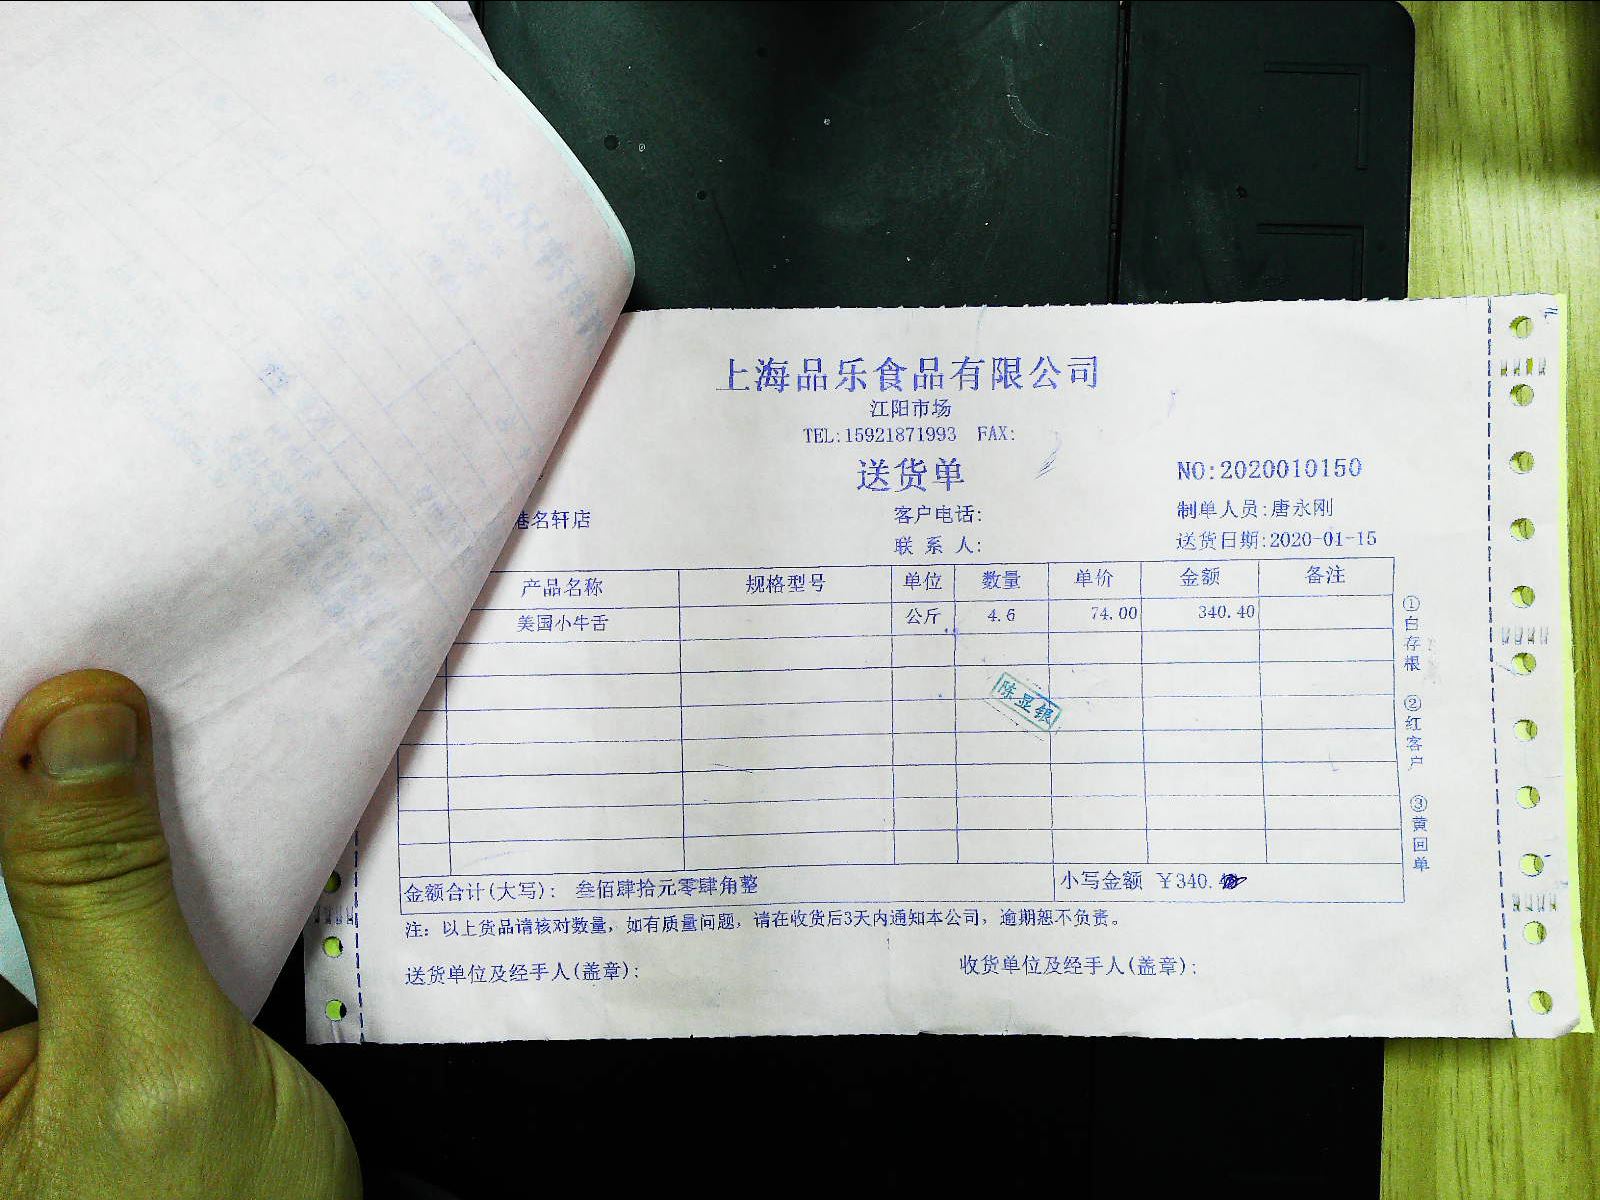 上海品乐食品有限公司
江阳市场
TEL:15921871993 FAX:
送货单
NO:2020010150
港名轩店
客户电话:
制单人员:唐永刚
联 系 人:
送货日期:2020-01-15
产品名称 规格型号 单位 数量 单价 金额 备注
美国小牛舌 公斤 4.6 74.00 340.40
陈显银
金额合计(大写): 叁佰肆拾元零肆角整 小写金额 ￥340.
注: 以上货品请核对数量, 如有质量问题, 请在收货后3天内通知本公司, 逾期恕不负责。
送货单位及经手人(盖章):
收货单位及经手人(盖章):
①白存根 ②红客户 ③黄回单